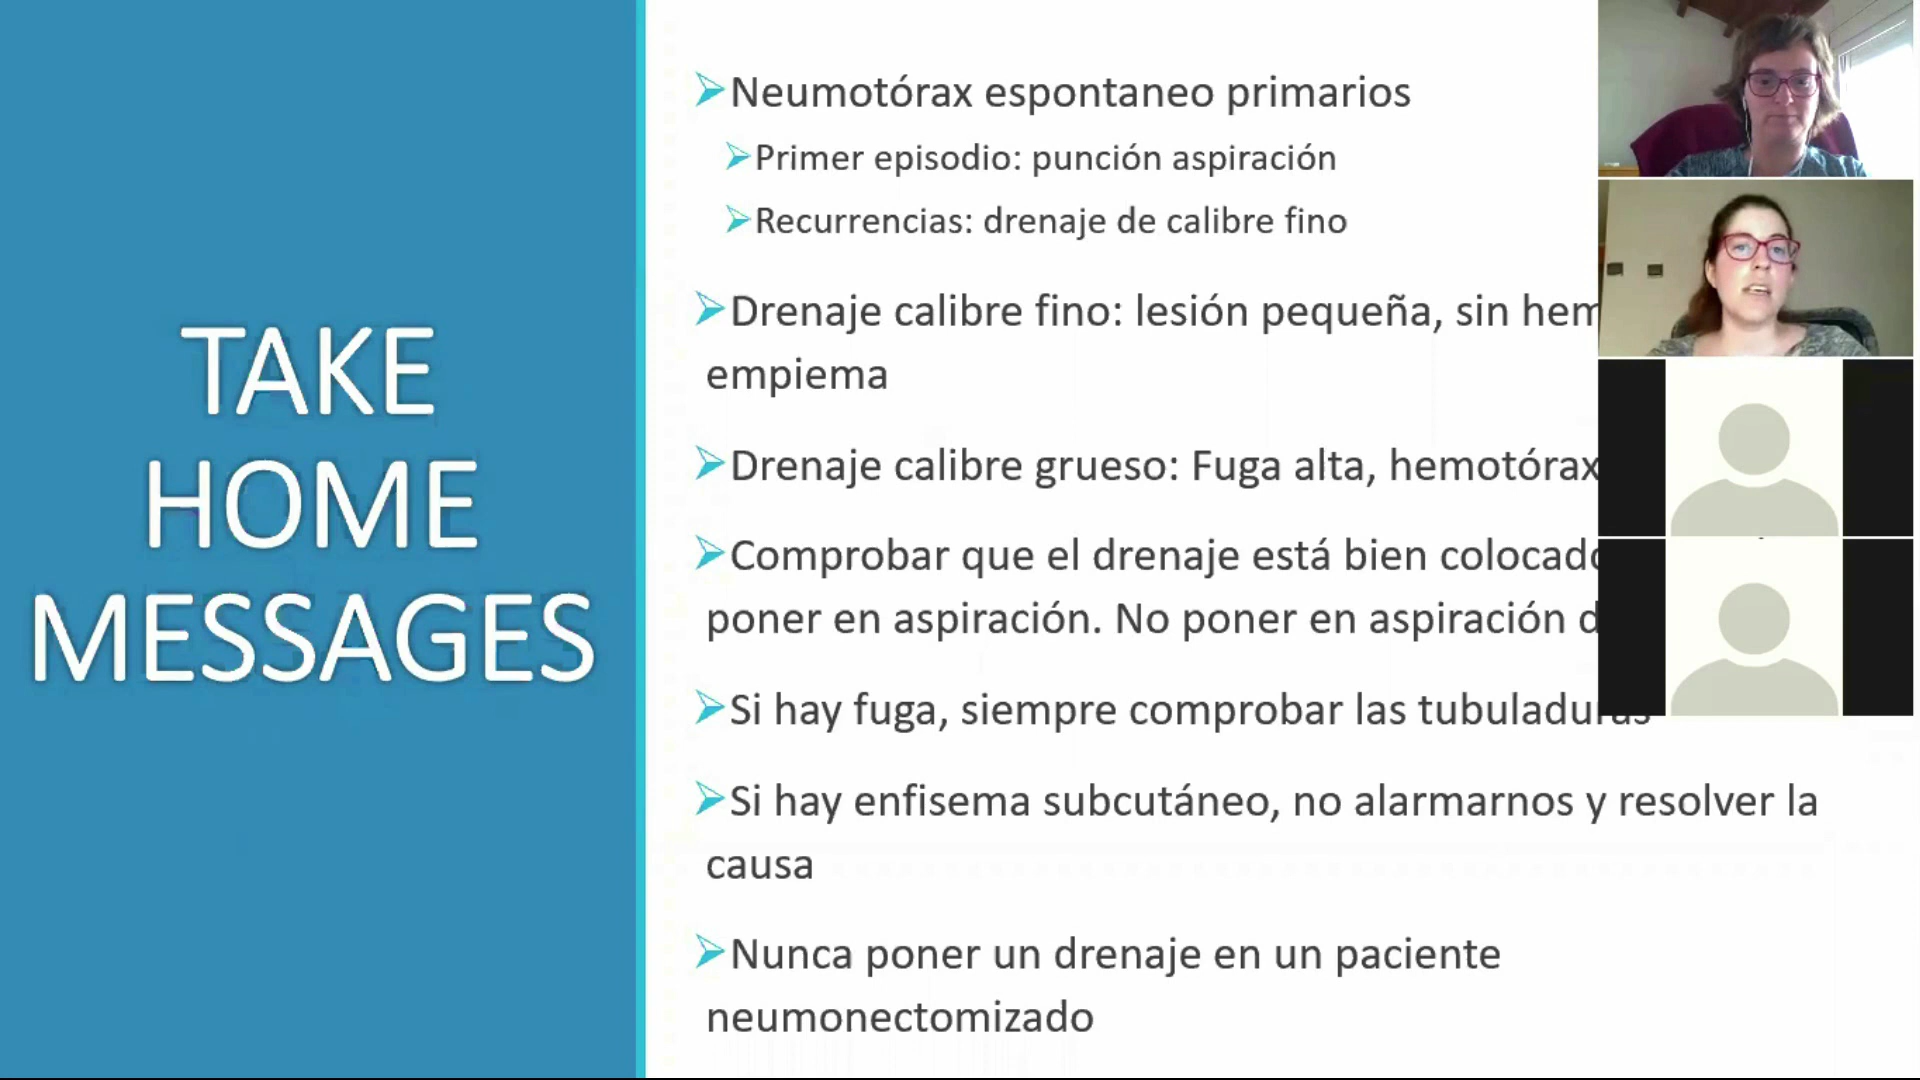 TAKE
HOME
MESSAGES
Neumotórax espontaneo primarios
Primer episodio: punción aspiración
Recurrencias: drenaje de calibre fino
Drenaje calibre fino: lesión pequeña, sin
empiema
Drenaje calibre grueso: Fuga alta, hemotórax
Comprobar que el drenaje está bien colocado
poner en aspiración. No poner en aspiración
Si hay fuga, siempre comprobar las tubuladuras
Si hay enfisema subcutáneo, no alarmarnos y resolver la
causa
Nunca poner un drenaje en un paciente
neumonectomizado